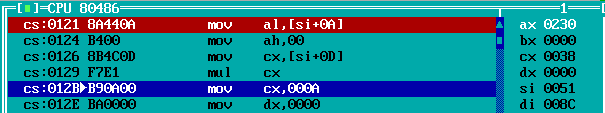 [■]=CPU 80486 1 [
cs:0121 8A440A mov al,[si+0A] ▲ ax 0230
cs:0124 B400 mov ah,00 bx 0000
cs:0126 8B4C0D mov cx,[si+0D] cx 0038
cs:0129 F7E1 mul cx dx 0000
cs:012B▶B90A00 mov cx,000A si 0051
cs:012E BA0000 mov dx,0000 di 008C